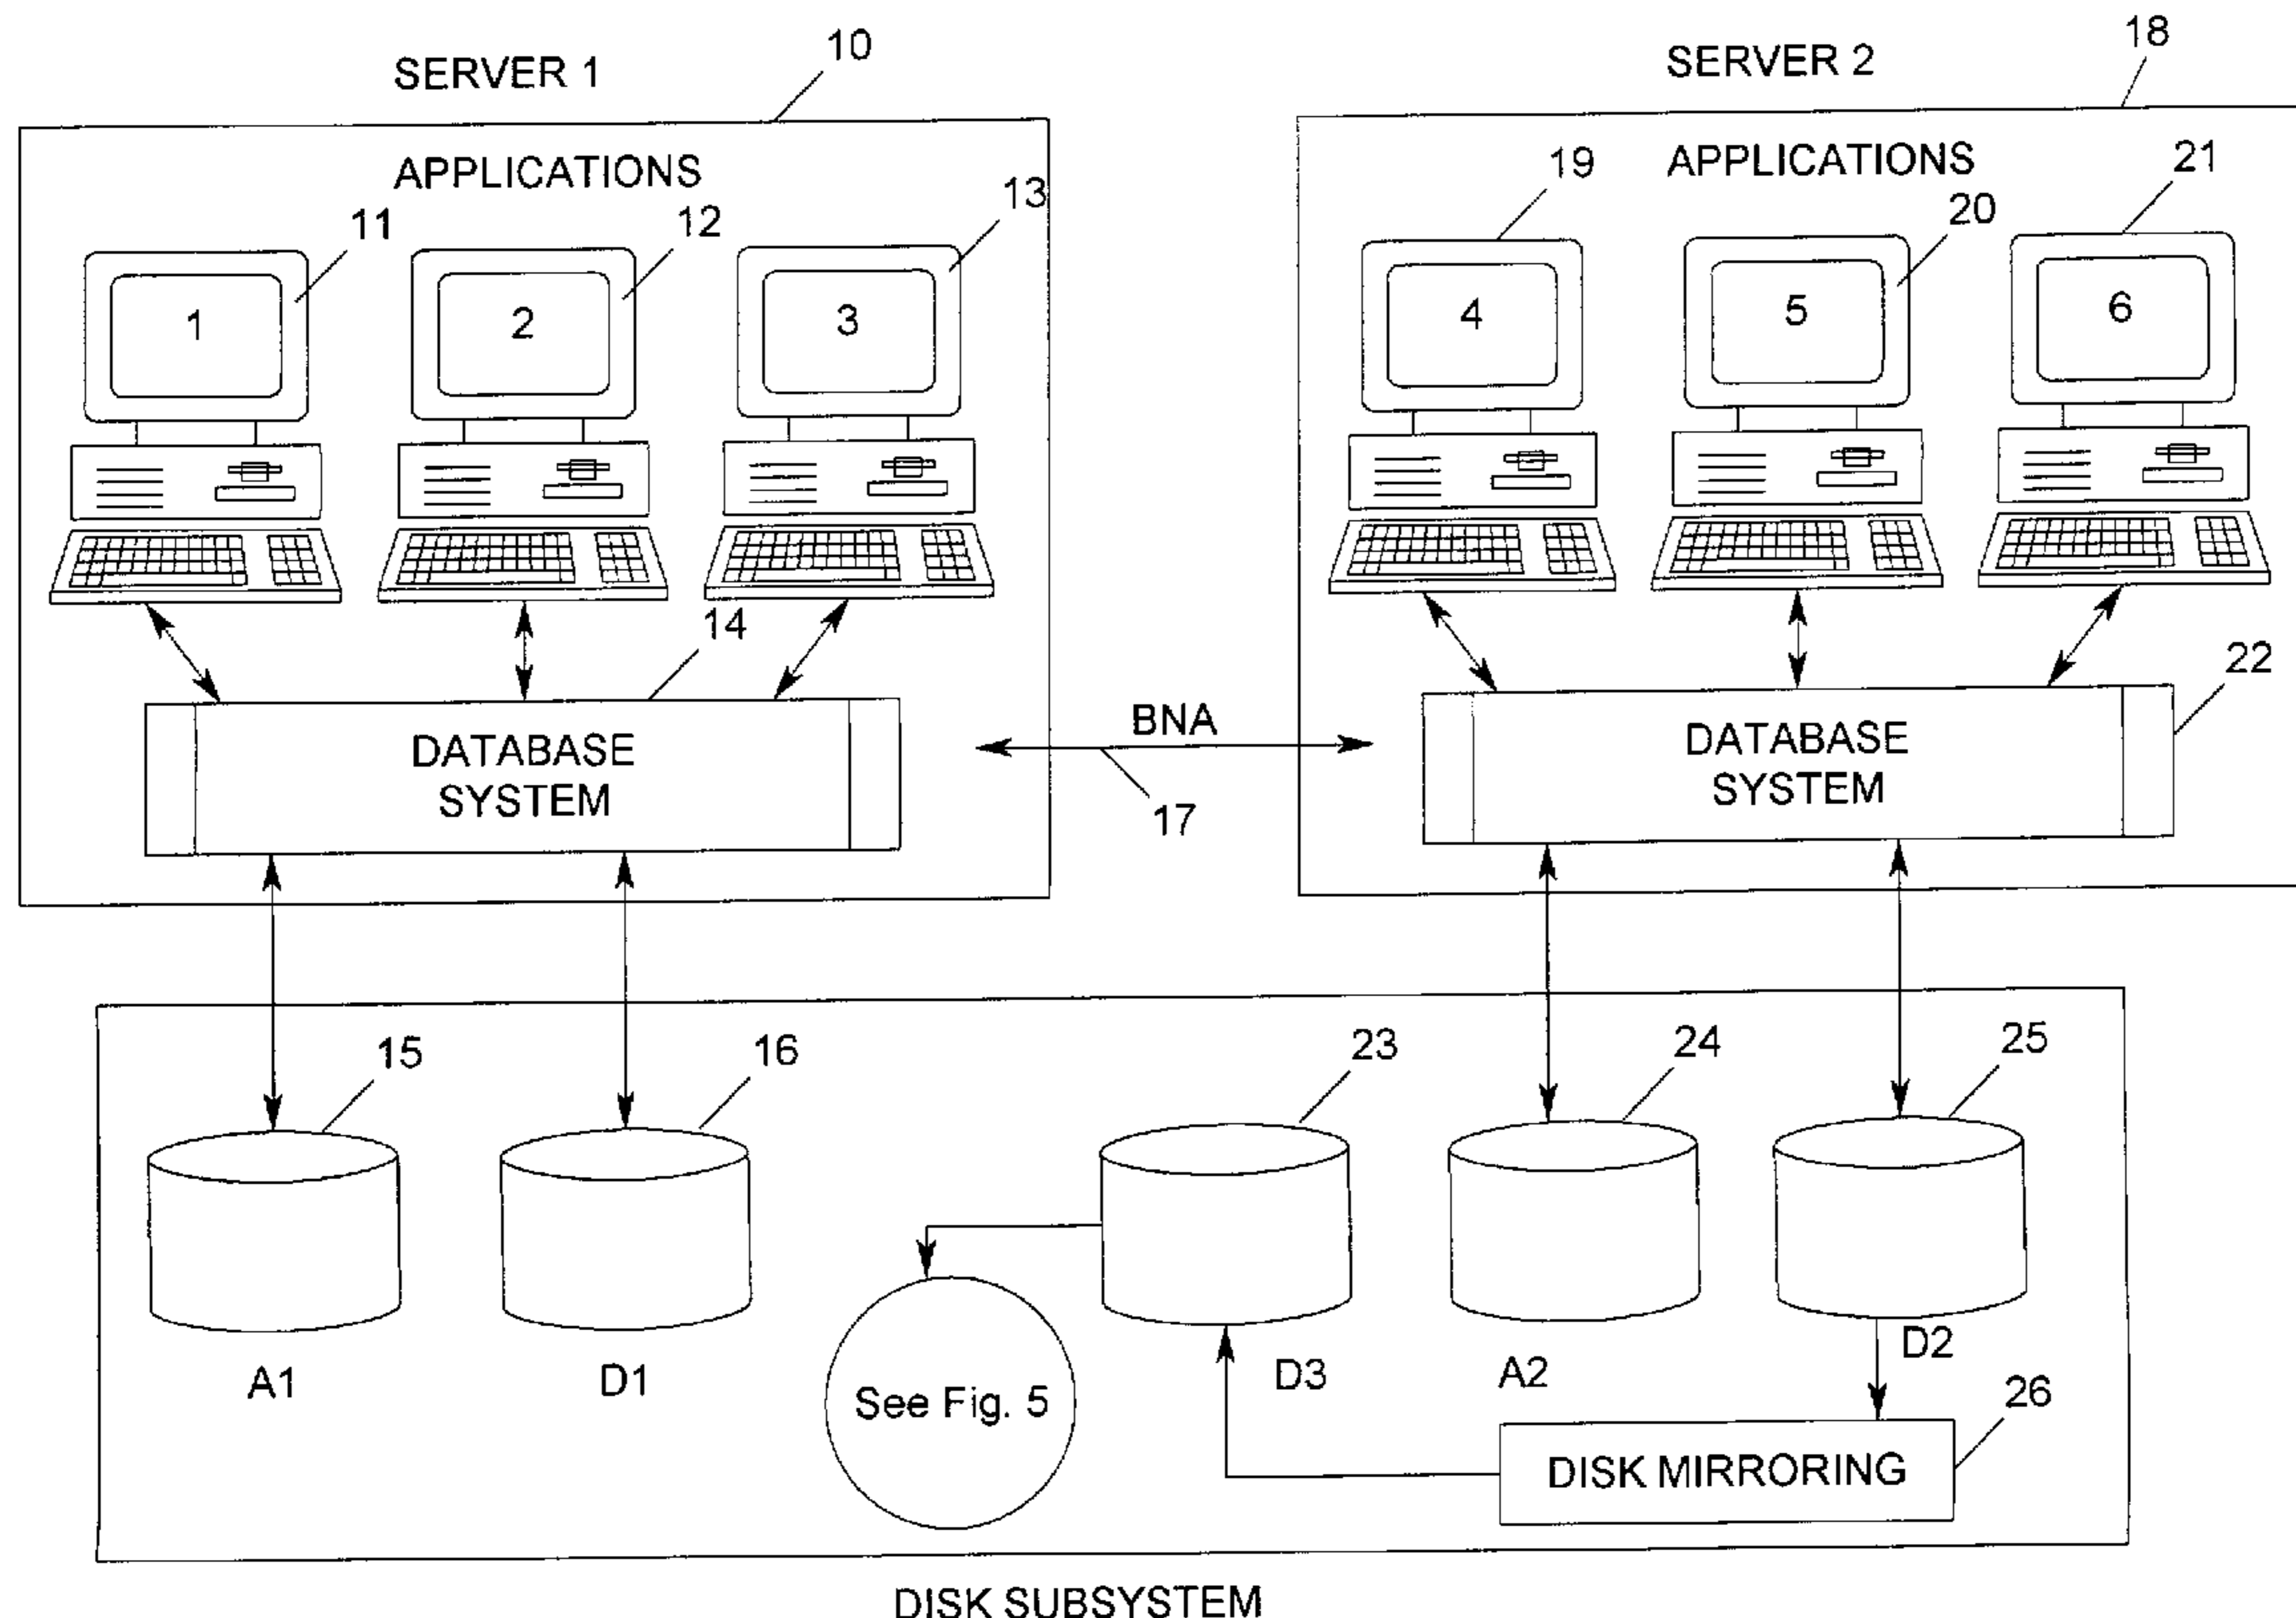 SERVER 1
10
SERVER 2
18
APPLICATIONS
APPLICATIONS
11
12
13
19
20
21
1
2
3
4
5
6
14
22
DATABASE
SYSTEM
BNA
17
DATABASE
SYSTEM
15
16
23
24
25
A1
D1
See Fig. 5
D3
A2
D2
26
DISK MIRRORING
DISK SUBSYSTEM